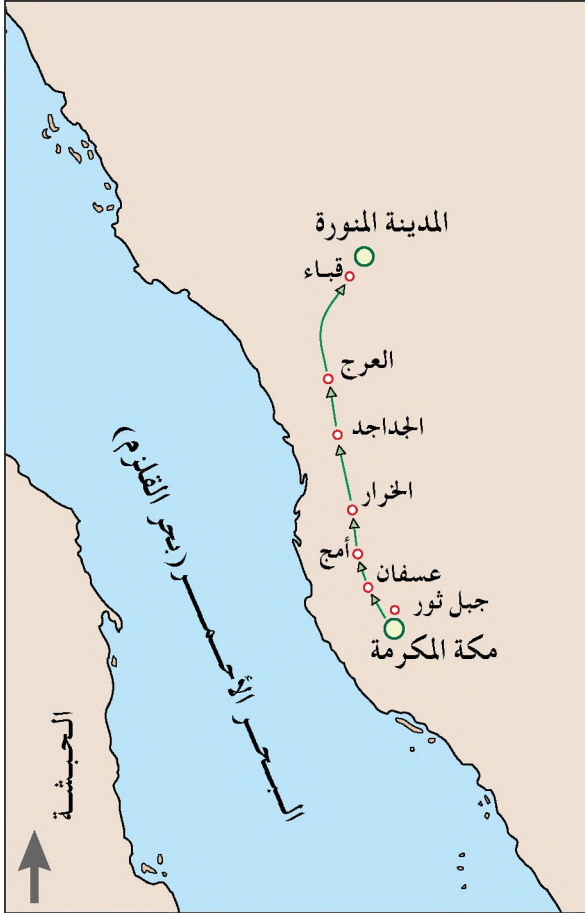 المدينة المنورة
قباء
العرج
الجداجد
الخرار
أمج
عسفان
جبل ثور
مكة المكرمة
البحر الأحمر (بحر القلزم)
الحبشة